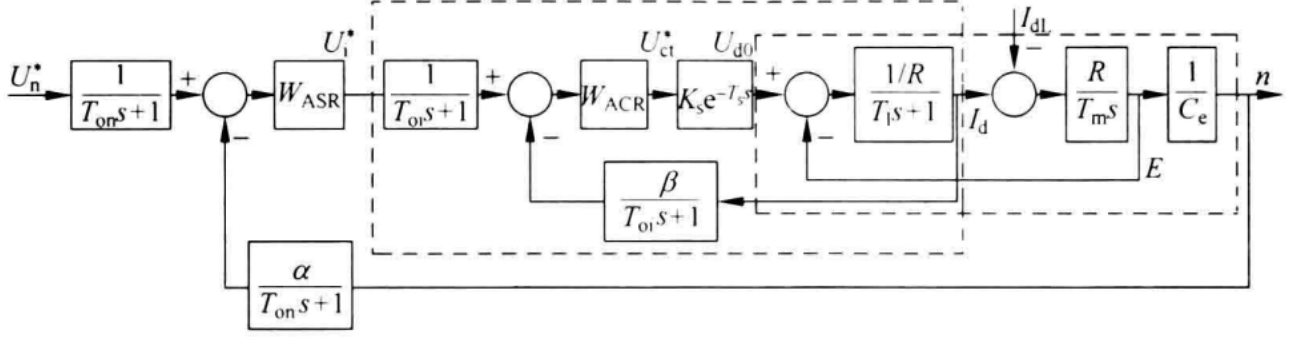 U_n^* 1/(T_on s+1) + − W_ASR U_i^* 1/(T_oi s+1) + − W_ACR U_ct^* K_s e^{-T_s s} U_d0 + − (1/R)/(T_l s+1) I_d I_dL − R/(T_m s) 1/C_e n
E
β/(T_oi s+1)
α/(T_on s+1)